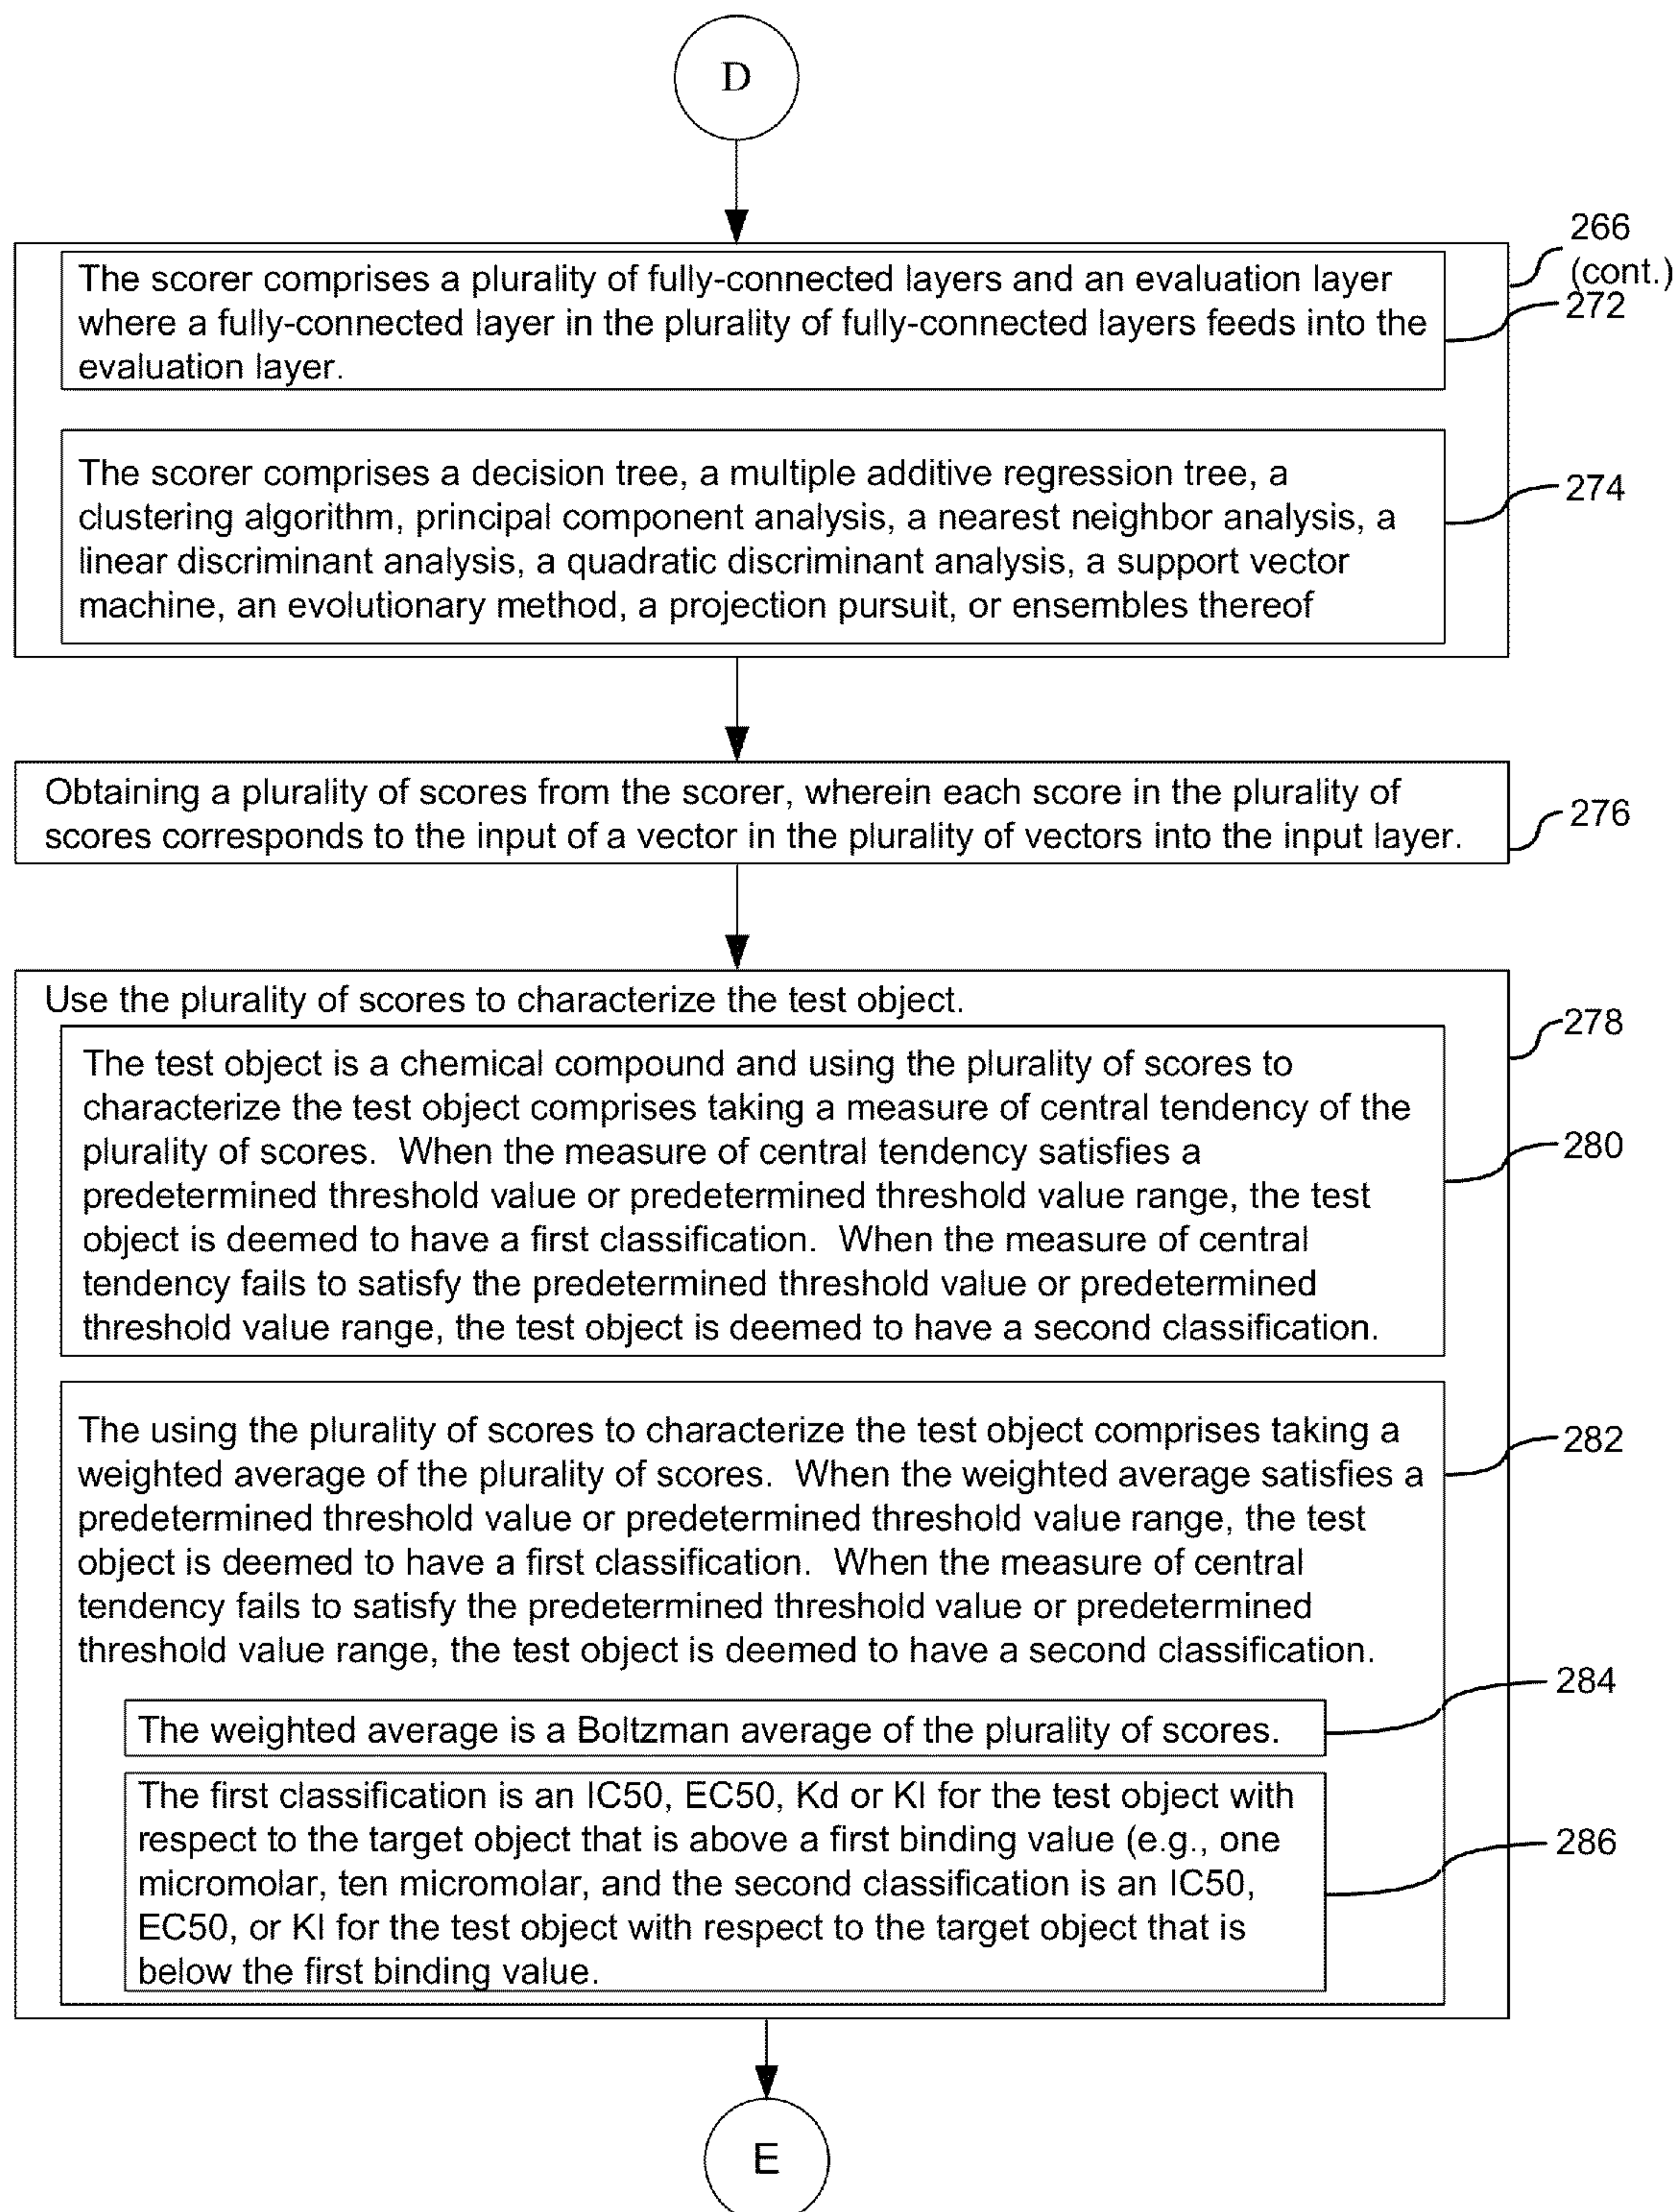 D
266
(cont.)
The scorer comprises a plurality of fully-connected layers and an evaluation layer
where a fully-connected layer in the plurality of fully-connected layers feeds into the
evaluation layer.
272
The scorer comprises a decision tree, a multiple additive regression tree, a
clustering algorithm, principal component analysis, a nearest neighbor analysis, a
linear discriminant analysis, a quadratic discriminant analysis, a support vector
machine, an evolutionary method, a projection pursuit, or ensembles thereof
274
Obtaining a plurality of scores from the scorer, wherein each score in the plurality of
scores corresponds to the input of a vector in the plurality of vectors into the input layer.
276
Use the plurality of scores to characterize the test object.
278
The test object is a chemical compound and using the plurality of scores to
characterize the test object comprises taking a measure of central tendency of the
plurality of scores.  When the measure of central tendency satisfies a
predetermined threshold value or predetermined threshold value range, the test
object is deemed to have a first classification.  When the measure of central
tendency fails to satisfy the predetermined threshold value or predetermined
threshold value range, the test object is deemed to have a second classification.
280
The using the plurality of scores to characterize the test object comprises taking a
weighted average of the plurality of scores.  When the weighted average satisfies a
predetermined threshold value or predetermined threshold value range, the test
object is deemed to have a first classification.  When the measure of central
tendency fails to satisfy the predetermined threshold value or predetermined
threshold value range, the test object is deemed to have a second classification.
282
The weighted average is a Boltzman average of the plurality of scores.
284
The first classification is an IC50, EC50, Kd or KI for the test object with
respect to the target object that is above a first binding value (e.g., one
micromolar, ten micromolar, and the second classification is an IC50,
EC50, or KI for the test object with respect to the target object that is
below the first binding value.
286
E